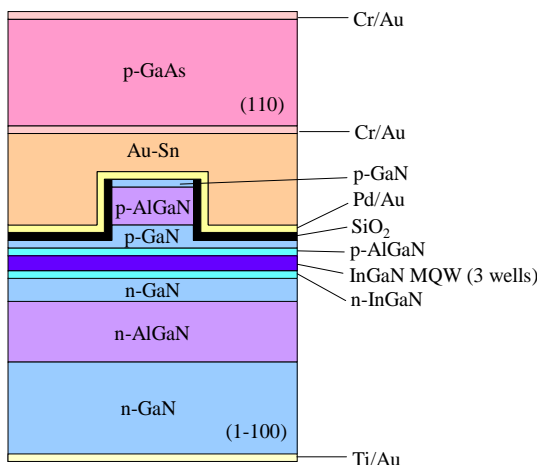 Cr/Au
p-GaAs
(110)
Cr/Au
Au-Sn
p-GaN
p-AlGaN
Pd/Au
SiO₂
p-GaN
p-AlGaN
InGaN MQW (3 wells)
n-GaN
n-InGaN
n-AlGaN
n-GaN
(1-100)
Ti/Au